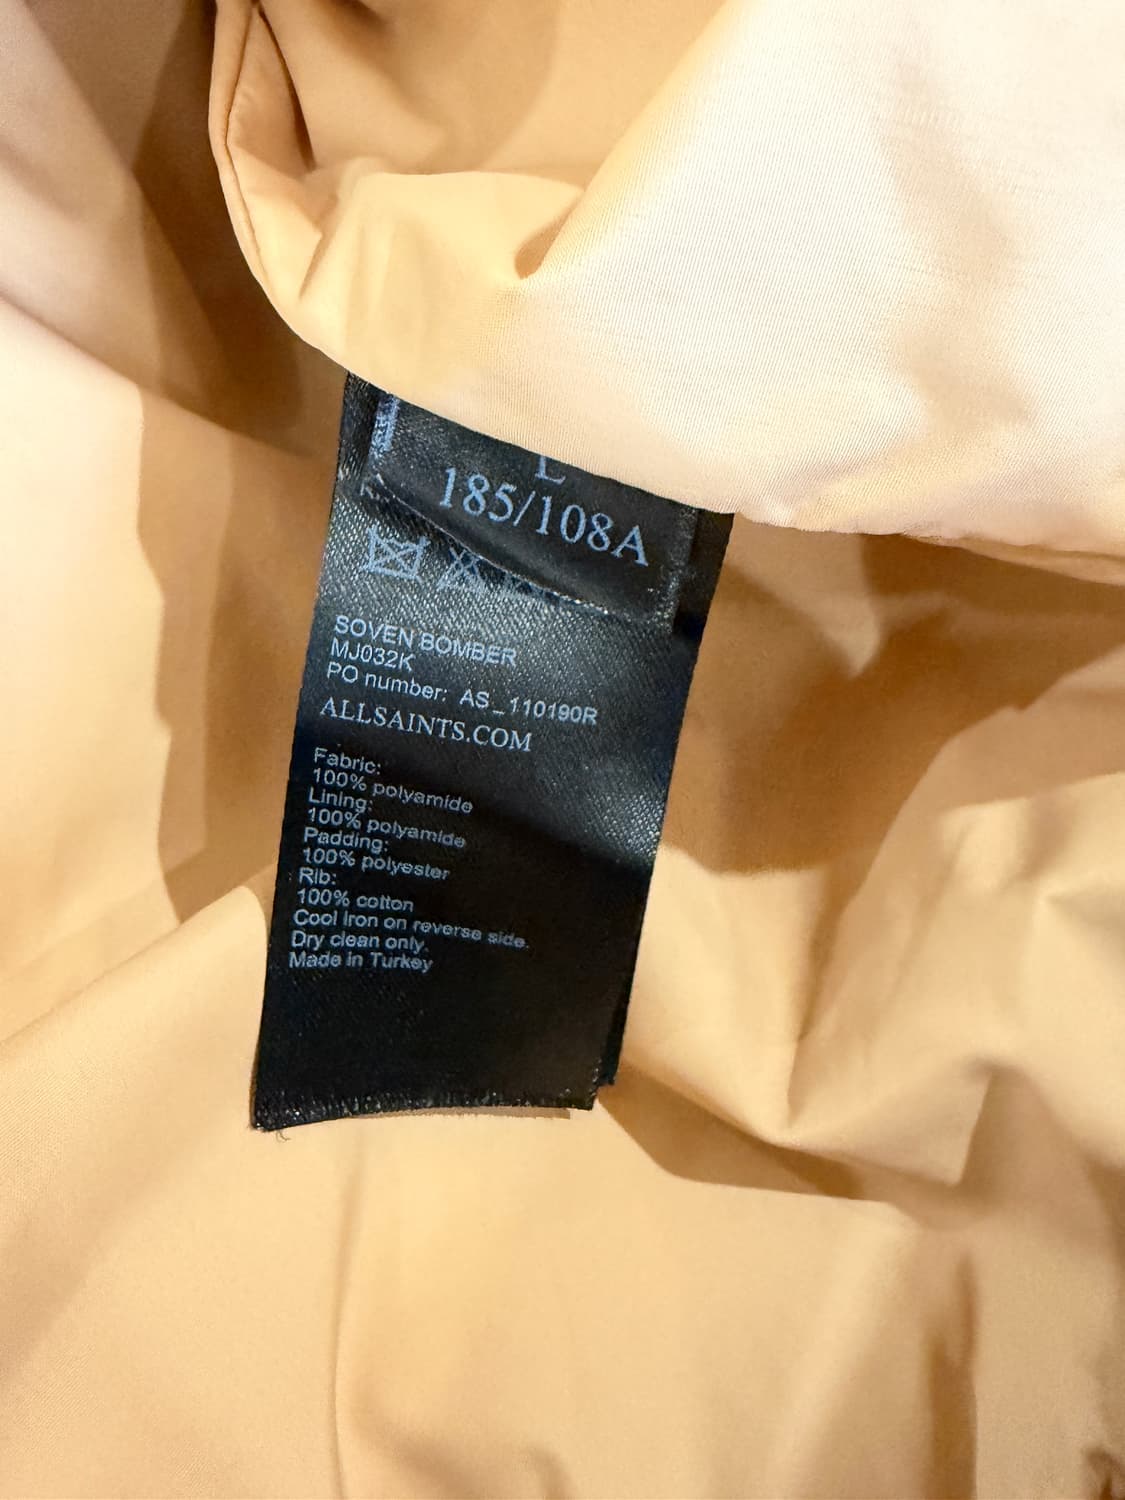 L
185/108A
SOVEN BOMBER
MJ032K
PO number: AS_110190R
ALLSAINTS.COM
Fabric:
100% polyamide
Lining:
100% polyamide
Padding:
100% polyester
Rib:
100% cotton
Cool iron on reverse side.
Dry clean only.
Made in Turkey